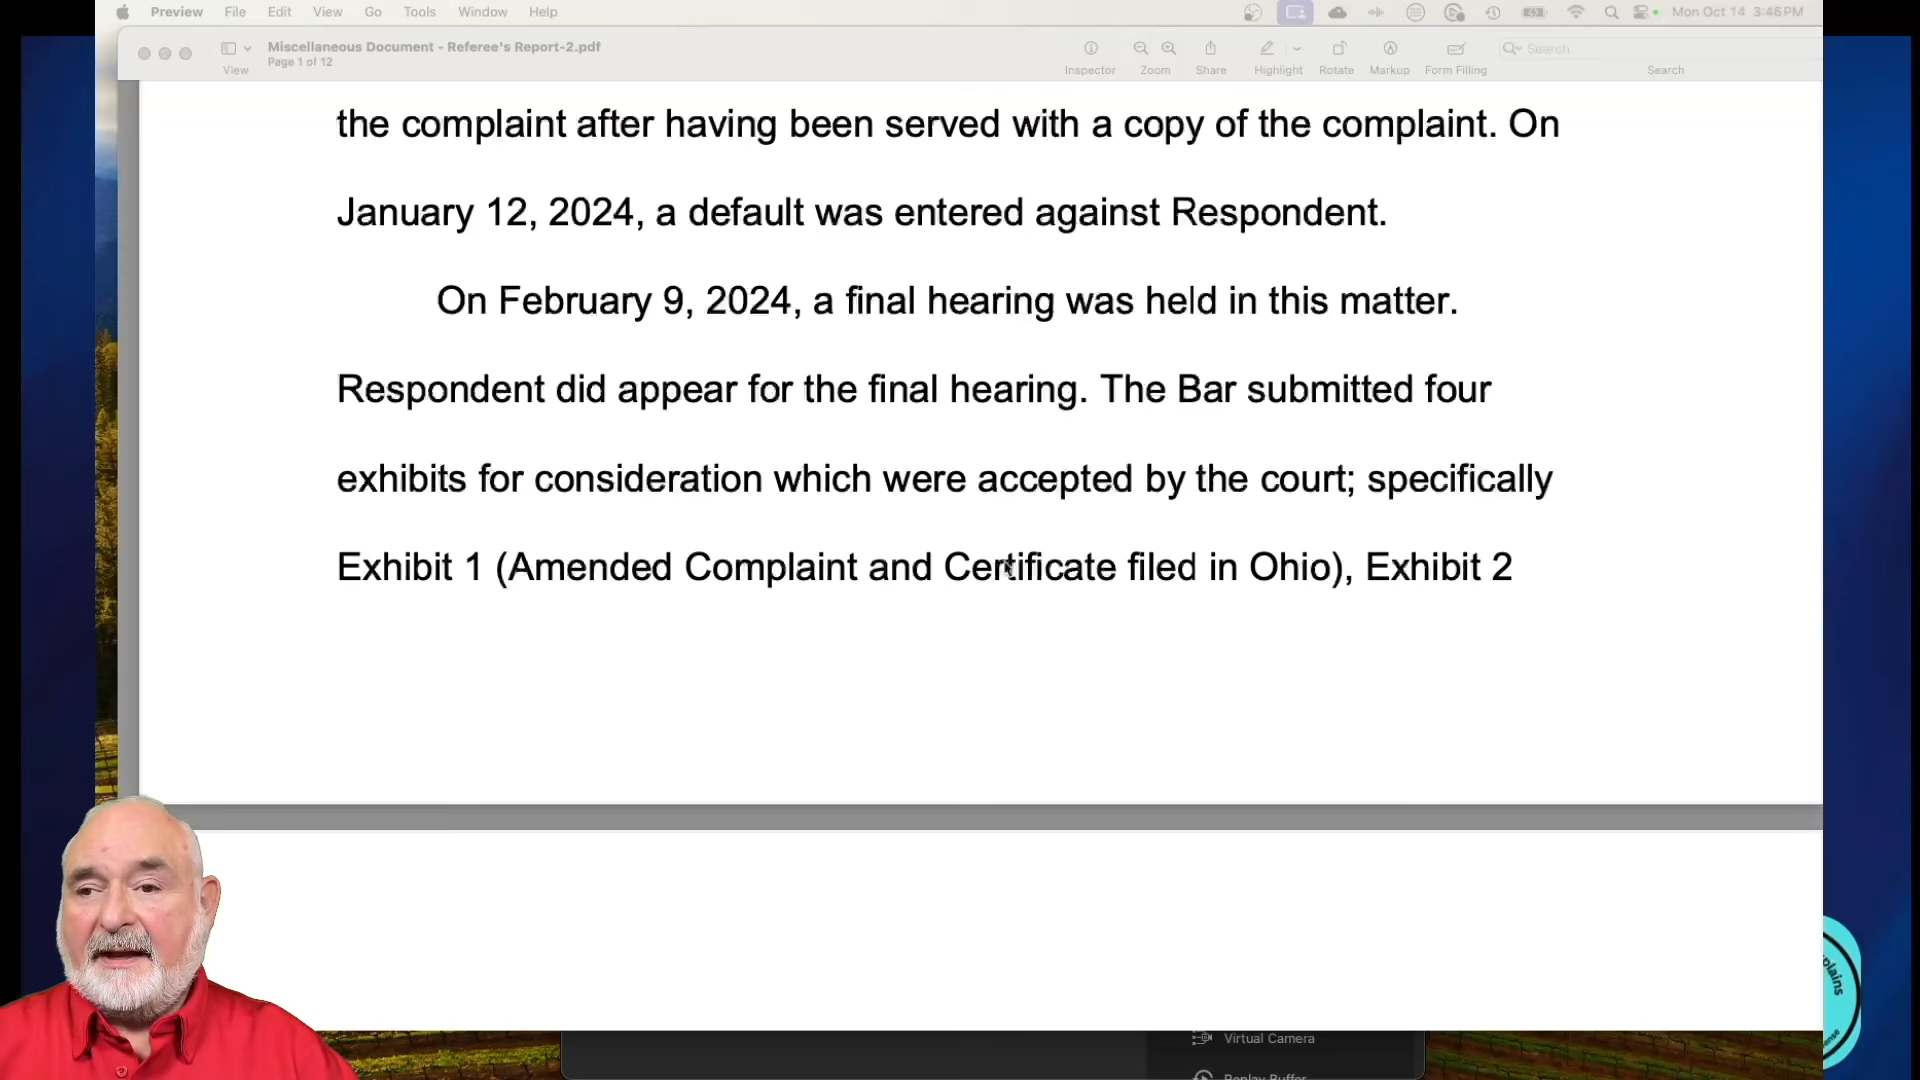 Preview File Edit View Go Tools Window Help Mon Oct 14 3:46 PM
Miscellaneous Document - Referee's Report-2.pdf
Page 1 of 12
Search
View Inspector Zoom Share Highlight Rotate Markup Form Filling Search
the complaint after having been served with a copy of the complaint. On
January 12, 2024, a default was entered against Respondent.
On February 9, 2024, a final hearing was held in this matter.
Respondent did appear for the final hearing. The Bar submitted four
exhibits for consideration which were accepted by the court; specifically
Exhibit 1 (Amended Complaint and Certificate filed in Ohio), Exhibit 2
Virtual Camera
Replay Buffer